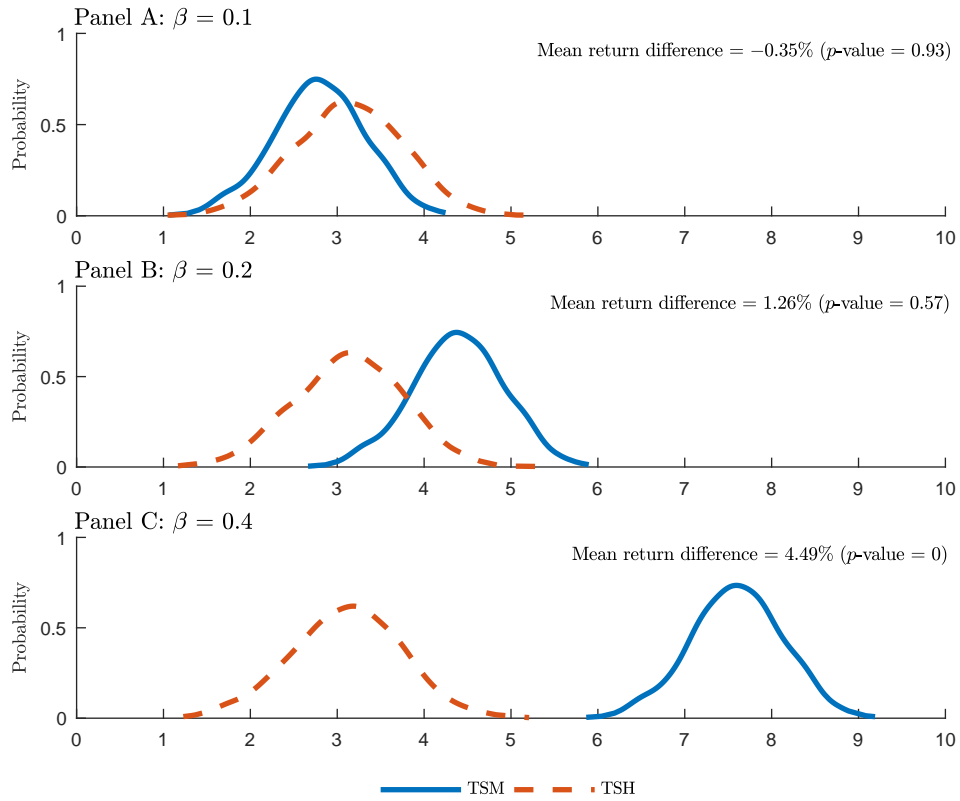 Panel A: β = 0.1
Mean return difference = −0.35% (p-value = 0.93)
Probability
1
0.5
0
0 1 2 3 4 5 6 7 8 9 10
Panel B: β = 0.2
Mean return difference = 1.26% (p-value = 0.57)
Probability
1
0.5
0
0 1 2 3 4 5 6 7 8 9 10
Panel C: β = 0.4
Mean return difference = 4.49% (p-value = 0)
Probability
1
0.5
0
0 1 2 3 4 5 6 7 8 9 10
TSM TSH